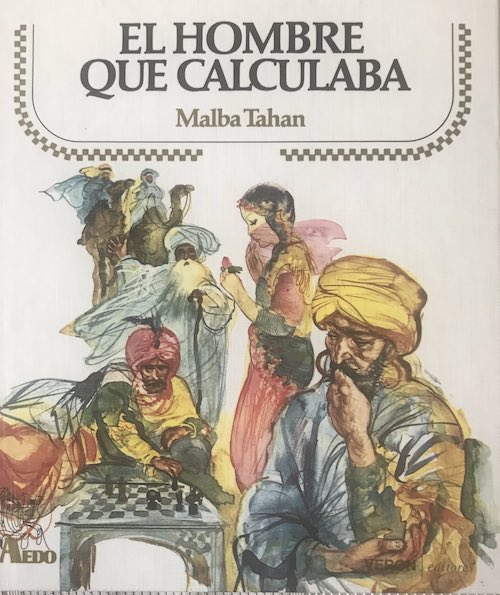 EL HOMBRE
QUE CALCULABA
Malba Tahan
AEDO
VERON editores